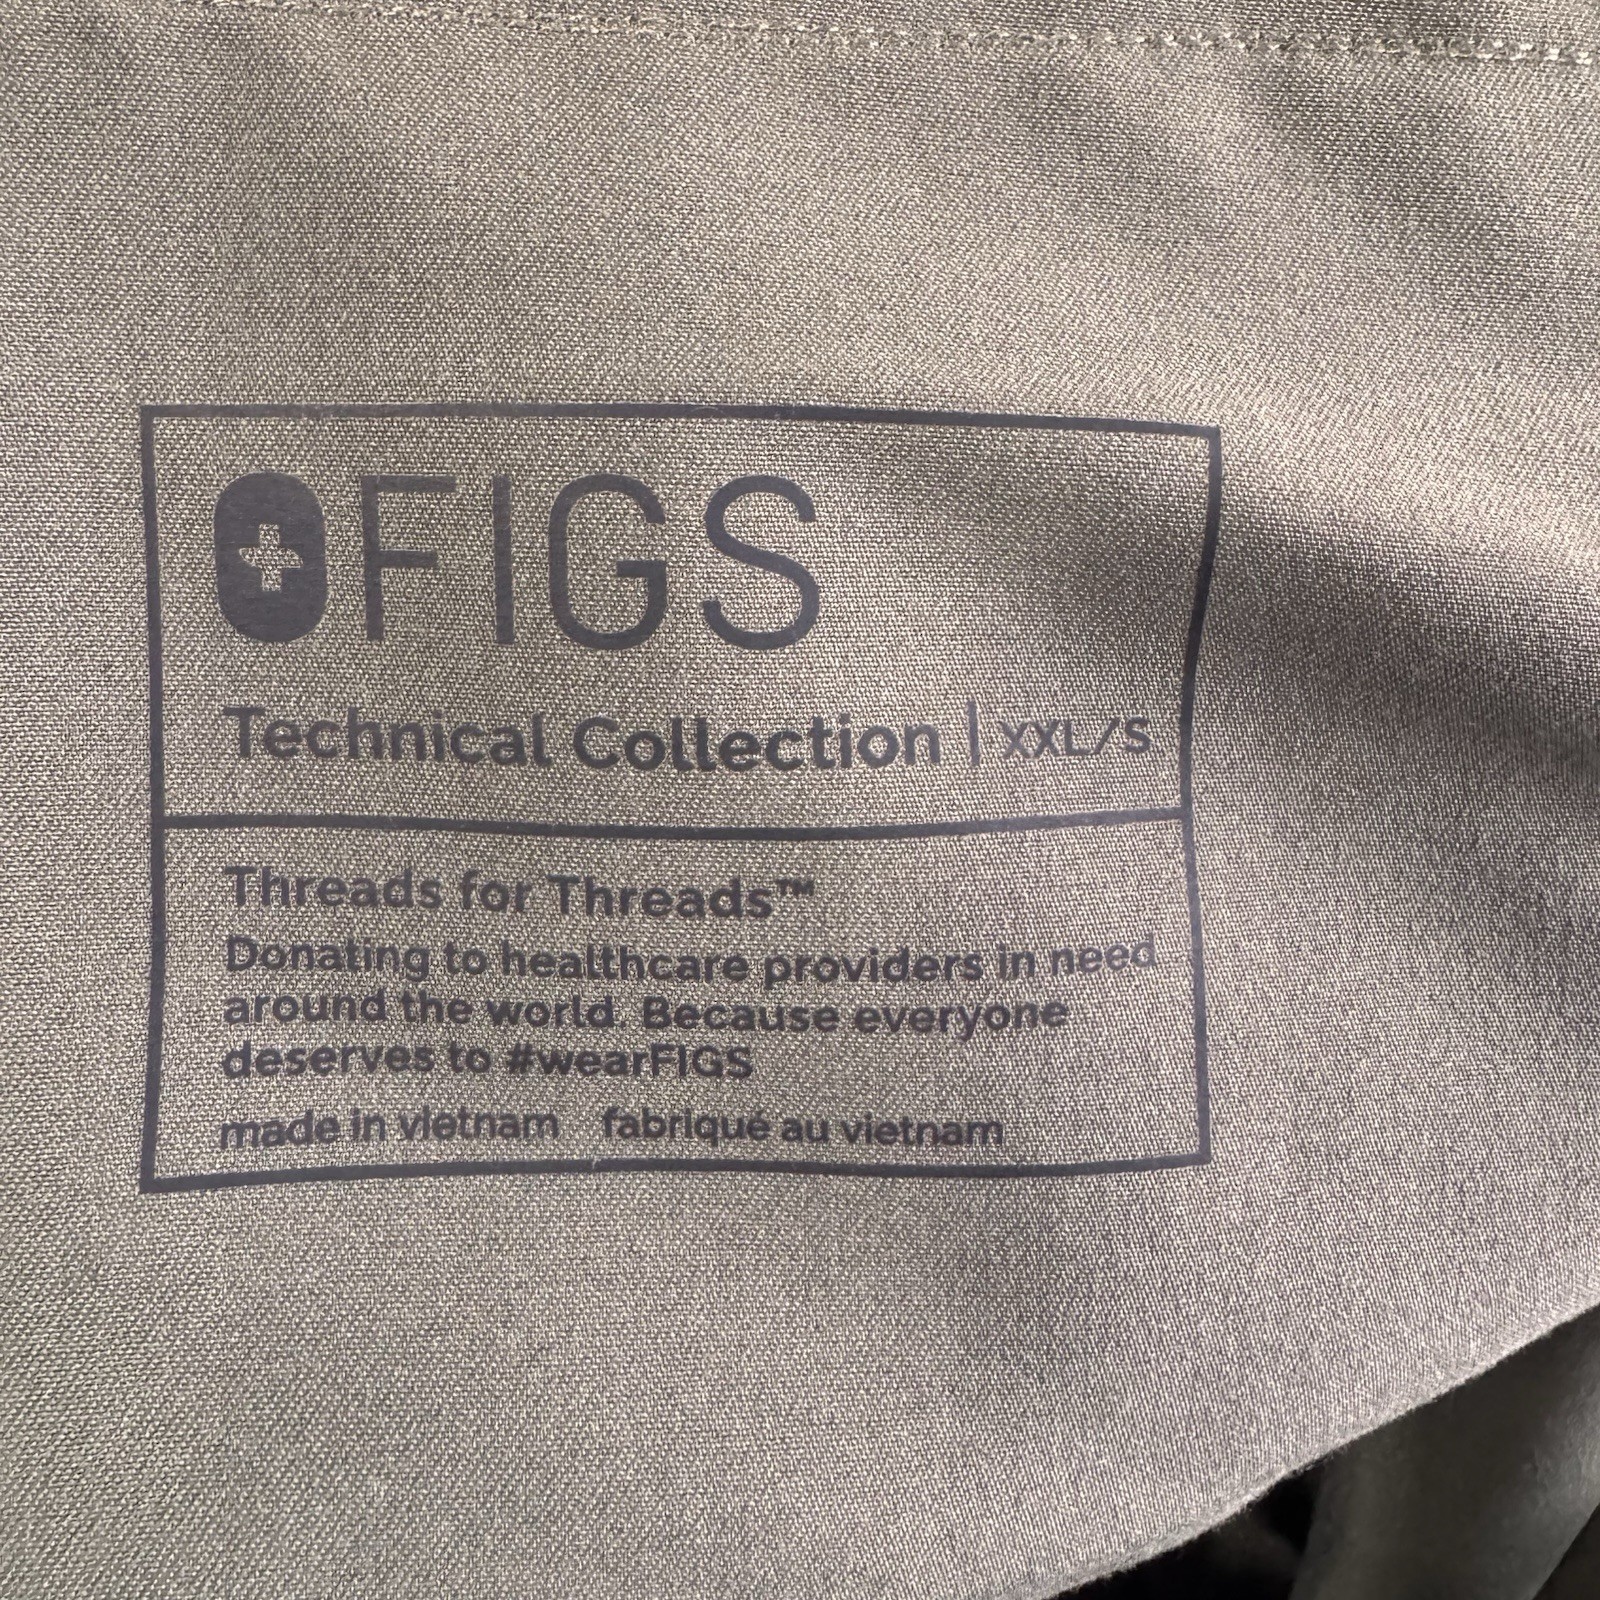 FIGS
Technical Collection | XXL/S
Threads for Threads™
Donating to healthcare providers in need
around the world. Because everyone
deserves to #wearFIGS
made in vietnam fabriqué au vietnam